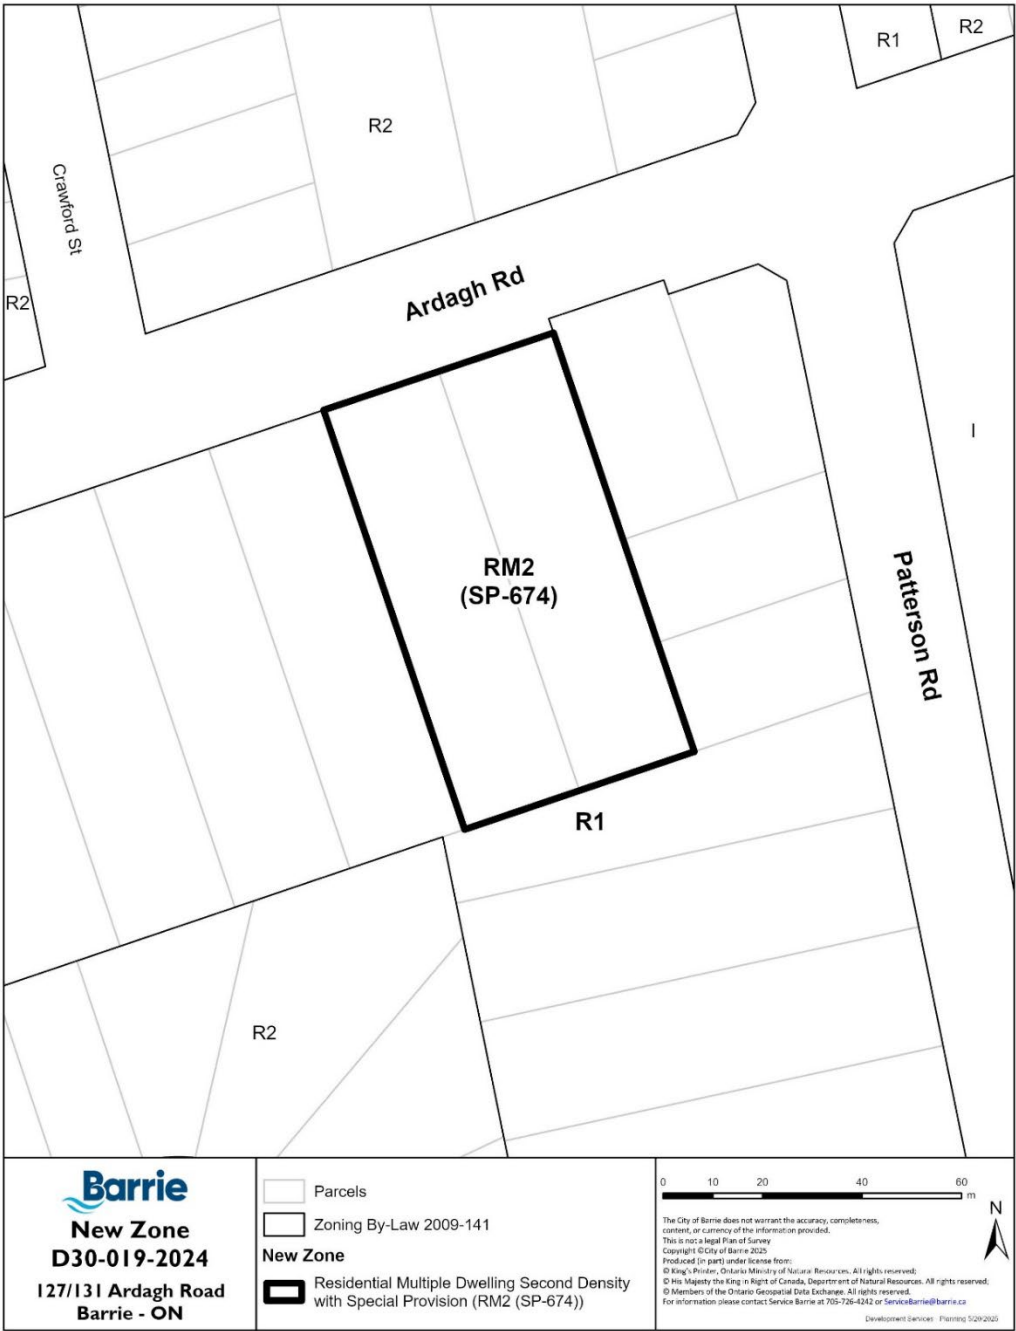 R1
R2
R2
Crawford St
R2
Ardagh Rd
I
RM2
(SP-674)
Patterson Rd
R1
R2
Barrie
New Zone
D30-019-2024
127/131 Ardagh Road
Barrie - ON
Parcels
Zoning By-Law 2009-141
New Zone
Residential Multiple Dwelling Second Density
with Special Provision (RM2 (SP-674))
0 10 20 40 60
m
N
The City of Barrie does not warrant the accuracy, completeness,
content, or currency of the information provided.
This is not a legal Plan of Survey
Copyright ©City of Barrie 2025
Produced (in part) under license from:
© King's Printer, Ontario Ministry of Natural Resources. All rights reserved;
© His Majesty the King in Right of Canada, Department of Natural Resources. All rights reserved;
© Members of the Ontario Geospatial Data Exchange. All rights reserved.
For information please contact Service Barrie at 705-726-4242 or ServiceBarrie@barrie.ca
Development Services - Planning 5/29/2025